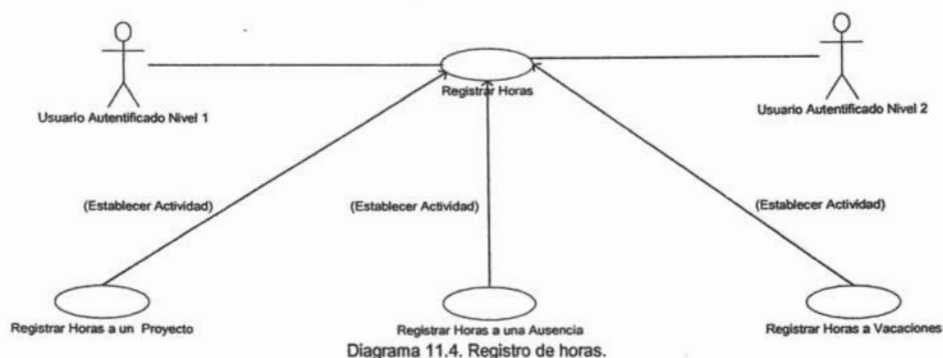 Registrar Horas
Usuario Autentificado Nivel 1
Usuario Autentificado Nivel 2
(Establecer Actividad)
(Establecer Actividad)
(Establecer Actividad)
Registrar Horas a un Proyecto
Registrar Horas a una Ausencia
Registrar Horas a Vacaciones
Diagrama 11.4. Registro de horas.